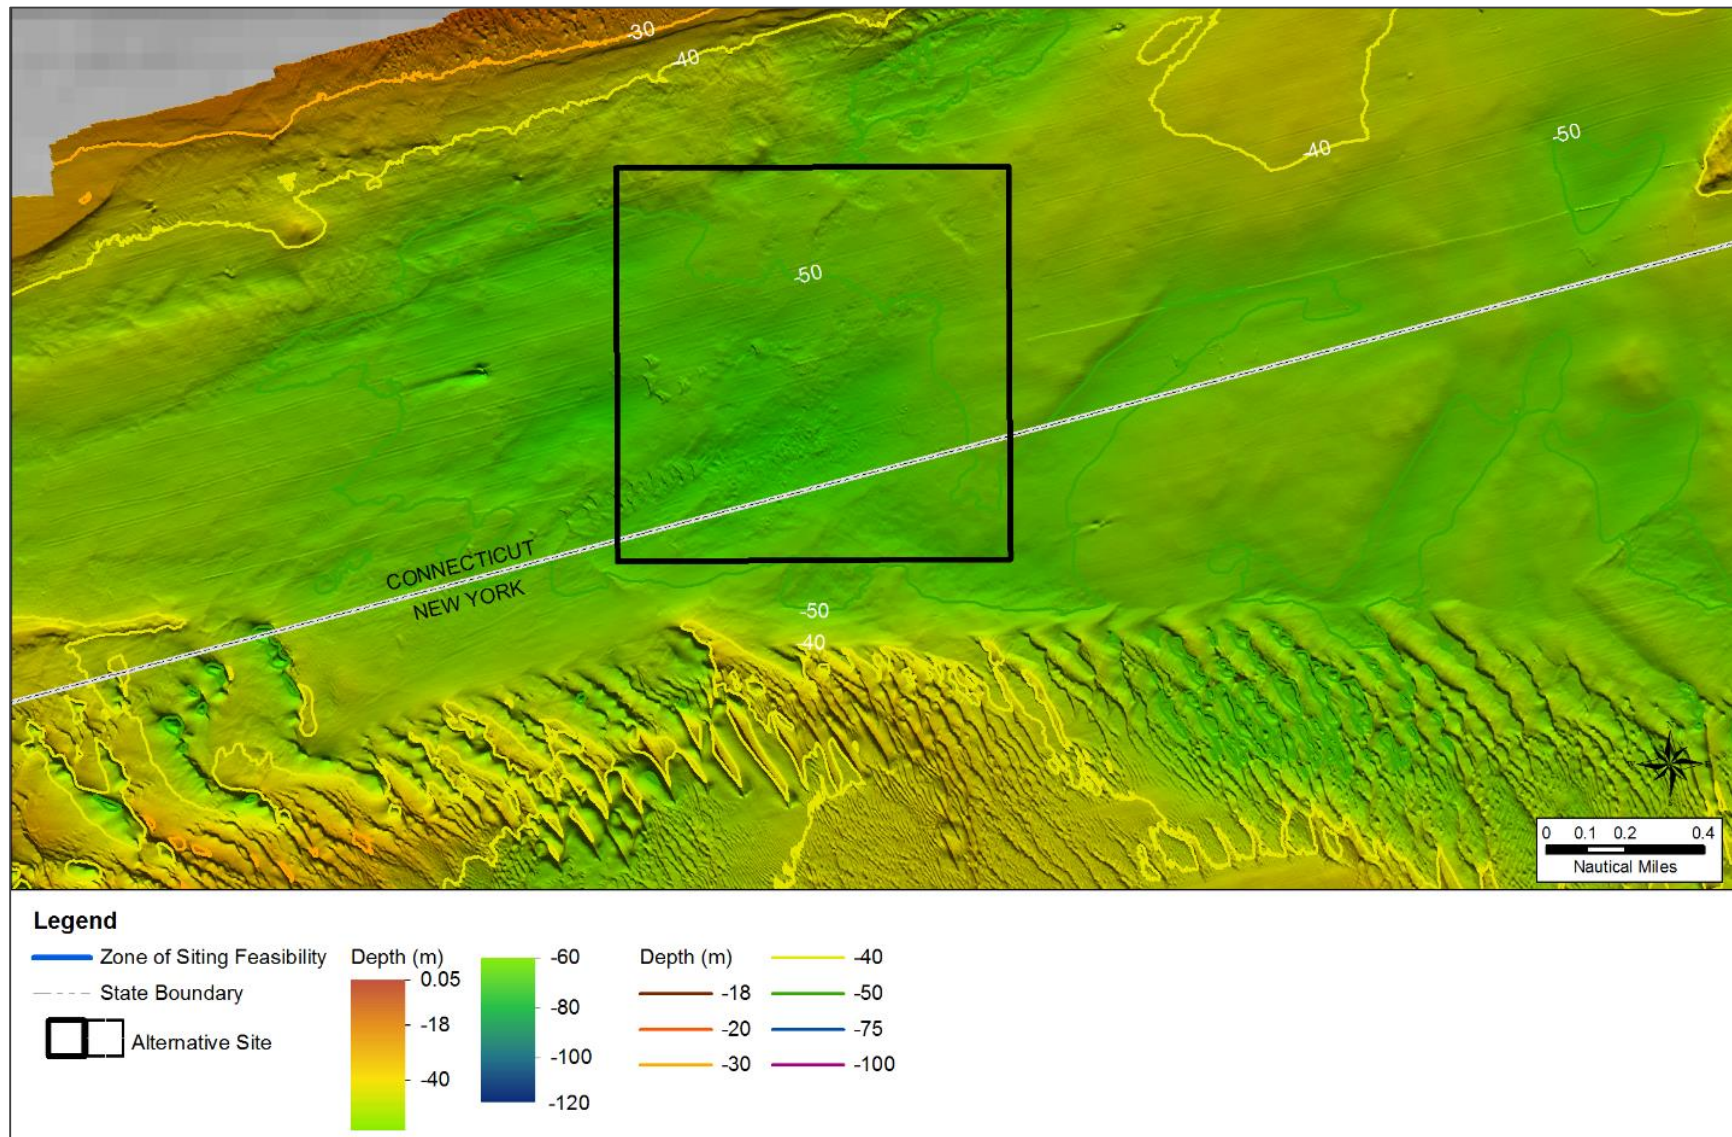 -30
-40
-50
-40
-50
CONNECTICUT
NEW YORK
-50
-40
0 0.1 0.2 0.4
Nautical Miles
Legend
Zone of Siting Feasibility
State Boundary
Alternative Site
Depth (m)
0.05
-18
-40
-60
-80
-100
-120
Depth (m)
-18
-20
-30
-40
-50
-75
-100